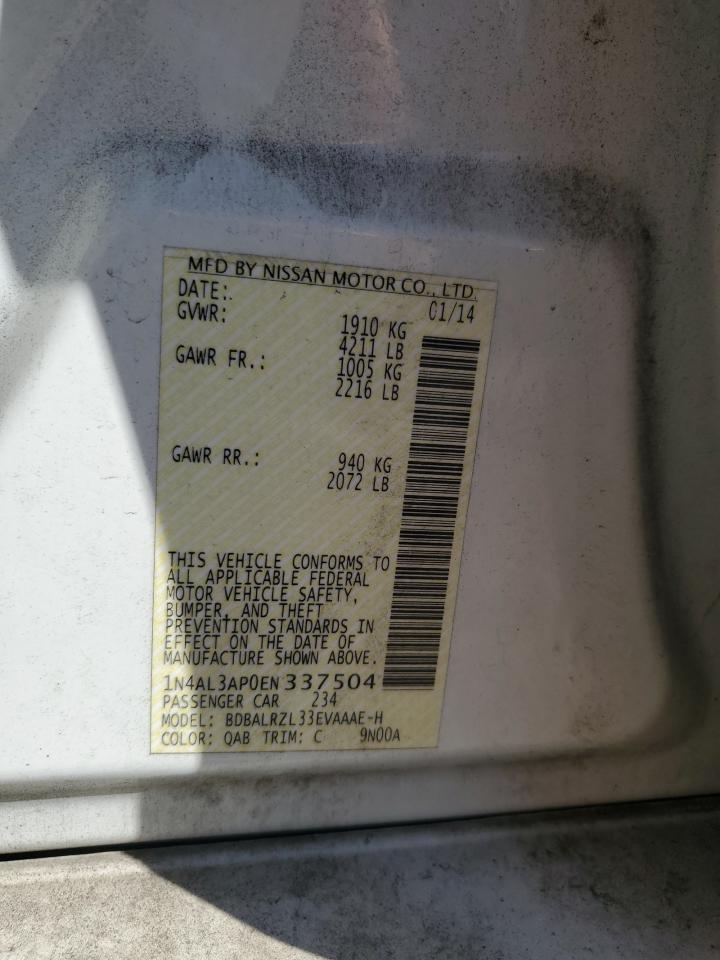 MFD BY NISSAN MOTOR CO., LTD.
DATE: 01/14
GVWR: 1910 KG
4211 LB
GAWR FR.: 1005 KG
2216 LB
GAWR RR.: 940 KG
2072 LB
THIS VEHICLE CONFORMS TO
ALL APPLICABLE FEDERAL
MOTOR VEHICLE SAFETY,
BUMPER, AND THEFT
PREVENTION STANDARDS IN
EFFECT ON THE DATE OF
MANUFACTURE SHOWN ABOVE.
1N4AL3AP0EN337504
PASSENGER CAR 234
MODEL: BDBALRZL33EVAAAE-H
COLOR: QAB TRIM: C 9N00A